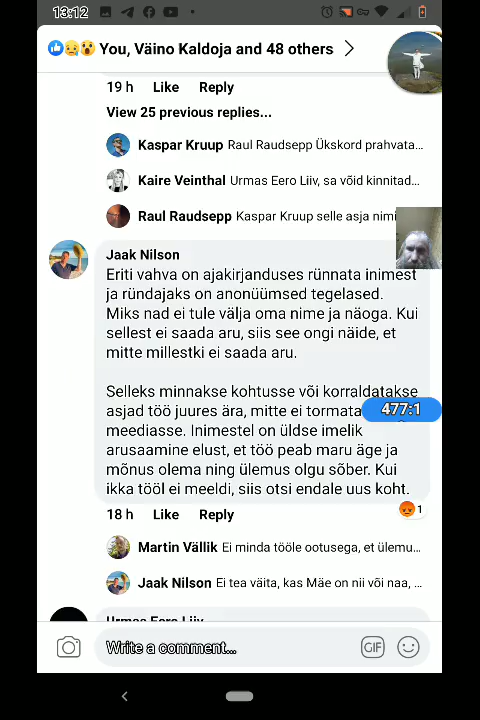 13:12
You, Väino Kaldoja and 48 others
19 h Like Reply
View 25 previous replies...
Kaspar Kruup Raul Raudsepp Ükskord prahvata...
Kaire Veinthal Urmas Eero Liiv, sa võid kinnitad...
Raul Raudsepp Kaspar Kruup selle asja nimi
Jaak Nilson
Eriti vahva on ajakirjanduses rünnata inimest
ja ründajaks on anonüümsed tegelased.
Miks nad ei tule välja oma nime ja näoga. Kui
sellest ei saada aru, siis see ongi näide, et
mitte millestki ei saada aru.
Selleks minnakse kohtusse või korraldatakse
asjad töö juures ära, mitte ei tormata
477:1
meediasse. Inimestel on üldse imelik
arusaamine elust, et töö peab maru äge ja
mõnus olema ning ülemus olgu sõber. Kui
ikka tööl ei meeldi, siis otsi endale uus koht.
18 h Like Reply
1
Martin Vällik Ei minda tööle ootusega, et ülemu...
Jaak Nilson Ei tea väita, kas Mäe on nii või naa, ...
Urmas Eero Liiv
Write a comment...
GIF